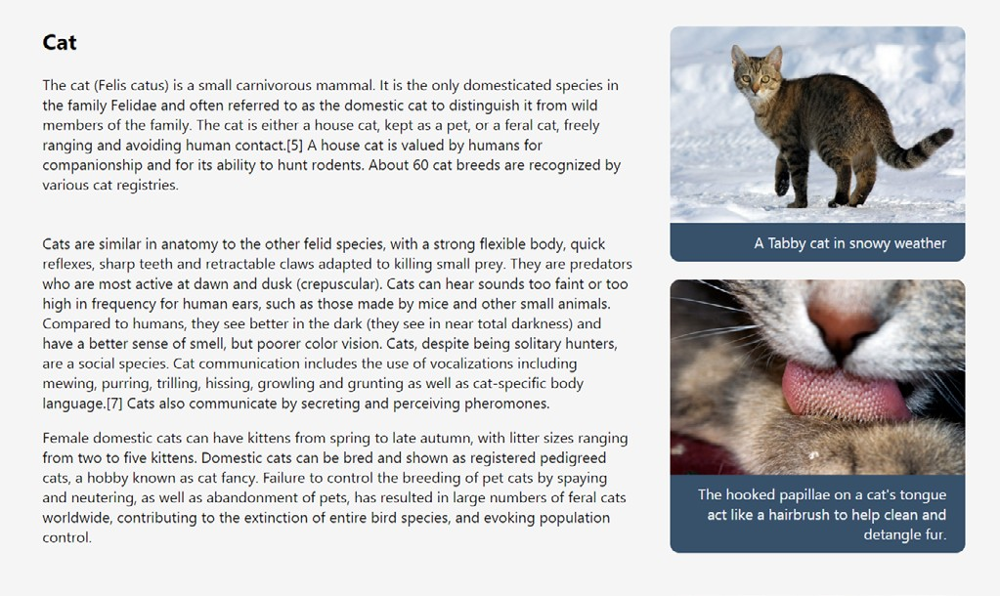 Cat
The cat (Felis catus) is a small carnivorous mammal. It is the only domesticated species in
the family Felidae and often referred to as the domestic cat to distinguish it from wild
members of the family. The cat is either a house cat, kept as a pet, or a feral cat, freely
ranging and avoiding human contact.[5] A house cat is valued by humans for
companionship and for its ability to hunt rodents. About 60 cat breeds are recognized by
various cat registries.
Cats are similar in anatomy to the other felid species, with a strong flexible body, quick
reflexes, sharp teeth and retractable claws adapted to killing small prey. They are predators
who are most active at dawn and dusk (crepuscular). Cats can hear sounds too faint or too
high in frequency for human ears, such as those made by mice and other small animals.
Compared to humans, they see better in the dark (they see in near total darkness) and
have a better sense of smell, but poorer color vision. Cats, despite being solitary hunters,
are a social species. Cat communication includes the use of vocalizations including
mewing, purring, trilling, hissing, growling and grunting as well as cat-specific body
language.[7] Cats also communicate by secreting and perceiving pheromones.
Female domestic cats can have kittens from spring to late autumn, with litter sizes ranging
from two to five kittens. Domestic cats can be bred and shown as registered pedigreed
cats, a hobby known as cat fancy. Failure to control the breeding of pet cats by spaying
and neutering, as well as abandonment of pets, has resulted in large numbers of feral cats
worldwide, contributing to the extinction of entire bird species, and evoking population
control.
A Tabby cat in snowy weather
The hooked papillae on a cat's tongue
act like a hairbrush to help clean and
detangle fur.